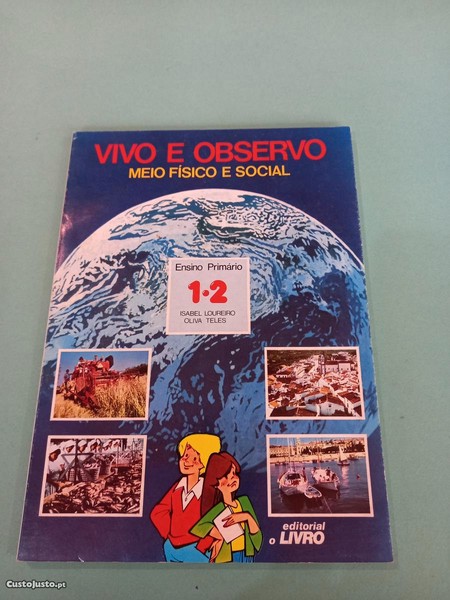 VIVO E OBSERVO
MEIO FÍSICO E SOCIAL
Ensino Primário
1·2
ISABEL LOUREIRO
OLIVA TELES
editorial
o LIVRO
CustoJusto.pt